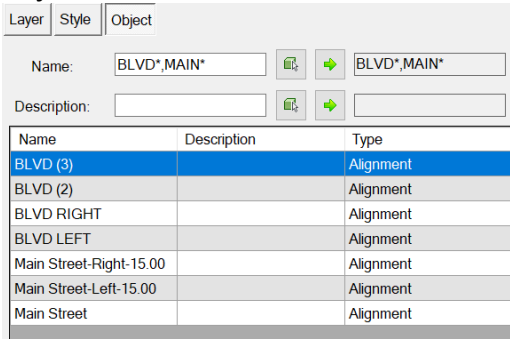 Layer Style Object
Name: BLVD*,MAIN* BLVD*,MAIN*
Description:
Name Description Type
BLVD (3) Alignment
BLVD (2) Alignment
BLVD RIGHT Alignment
BLVD LEFT Alignment
Main Street-Right-15.00 Alignment
Main Street-Left-15.00 Alignment
Main Street Alignment